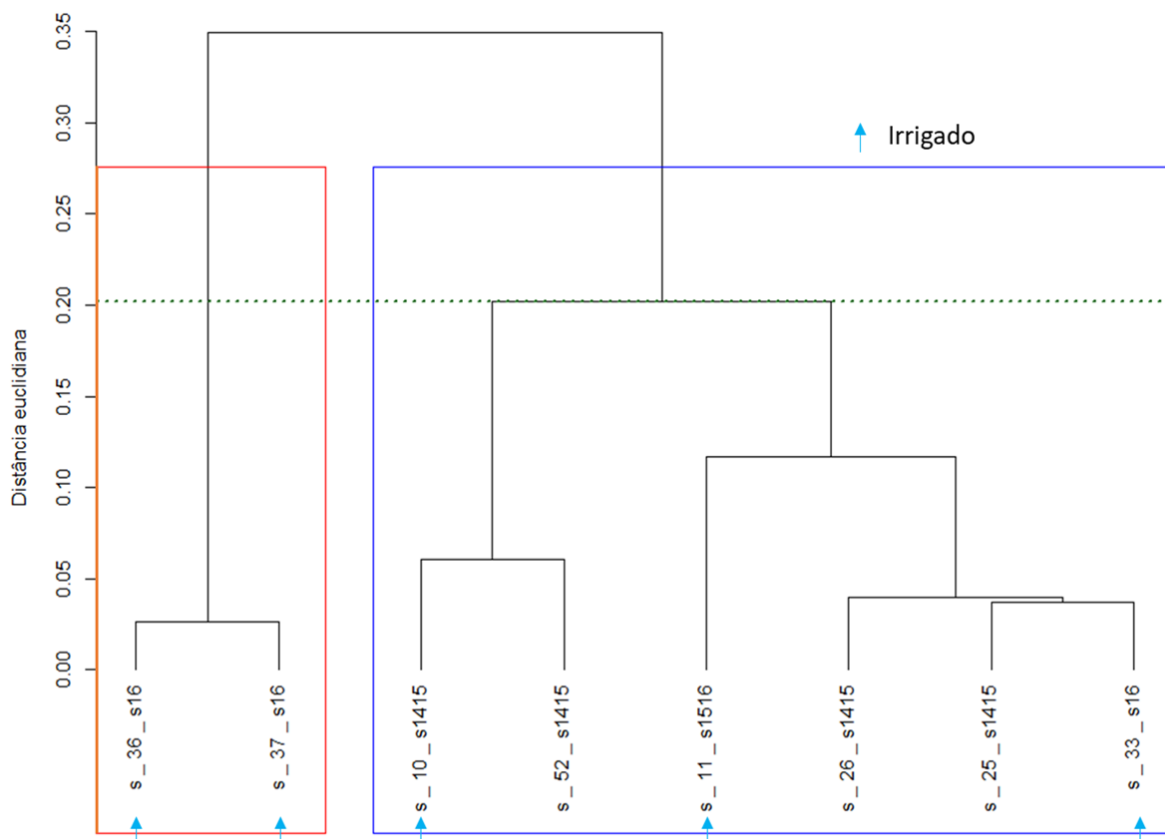 0.35
0.30
0.25
0.20
0.15
0.10
0.05
0.00
Distância euclidiana
Irrigado
s _ 36 _ s16
s _ 37 _ s16
s _ 10 _ s1415
s _ 52 _ s1415
s _ 11 _ s1516
s _ 26 _ s1415
s _ 25 _ s1415
s _ 33 _ s16